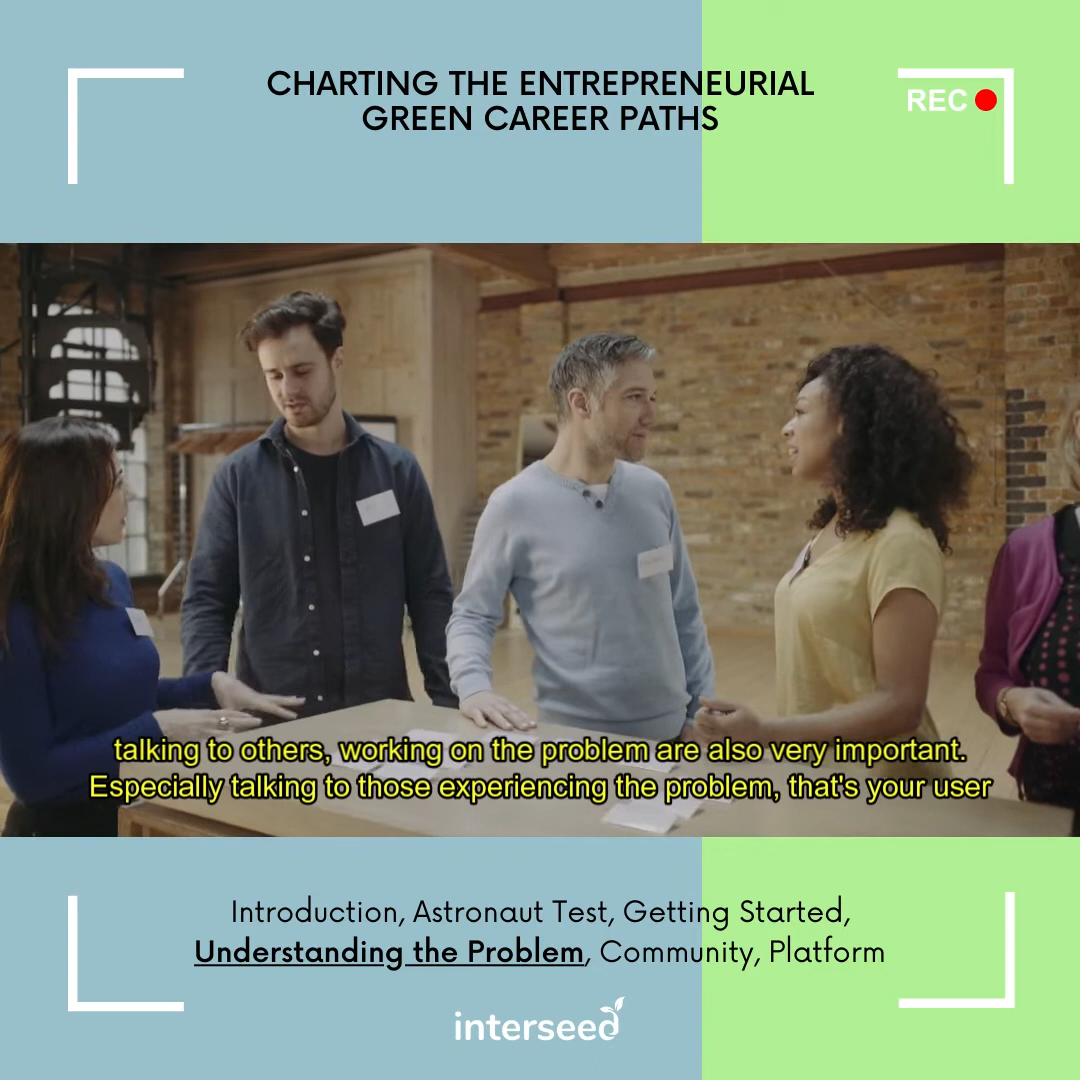 CHARTING THE ENTREPRENEURIAL
GREEN CAREER PATHS
REC
talking to others, working on the problem are also very important.
Especially talking to those experiencing the problem, that's your user
Introduction, Astronaut Test, Getting Started,
Understanding the Problem, Community, Platform
interseed